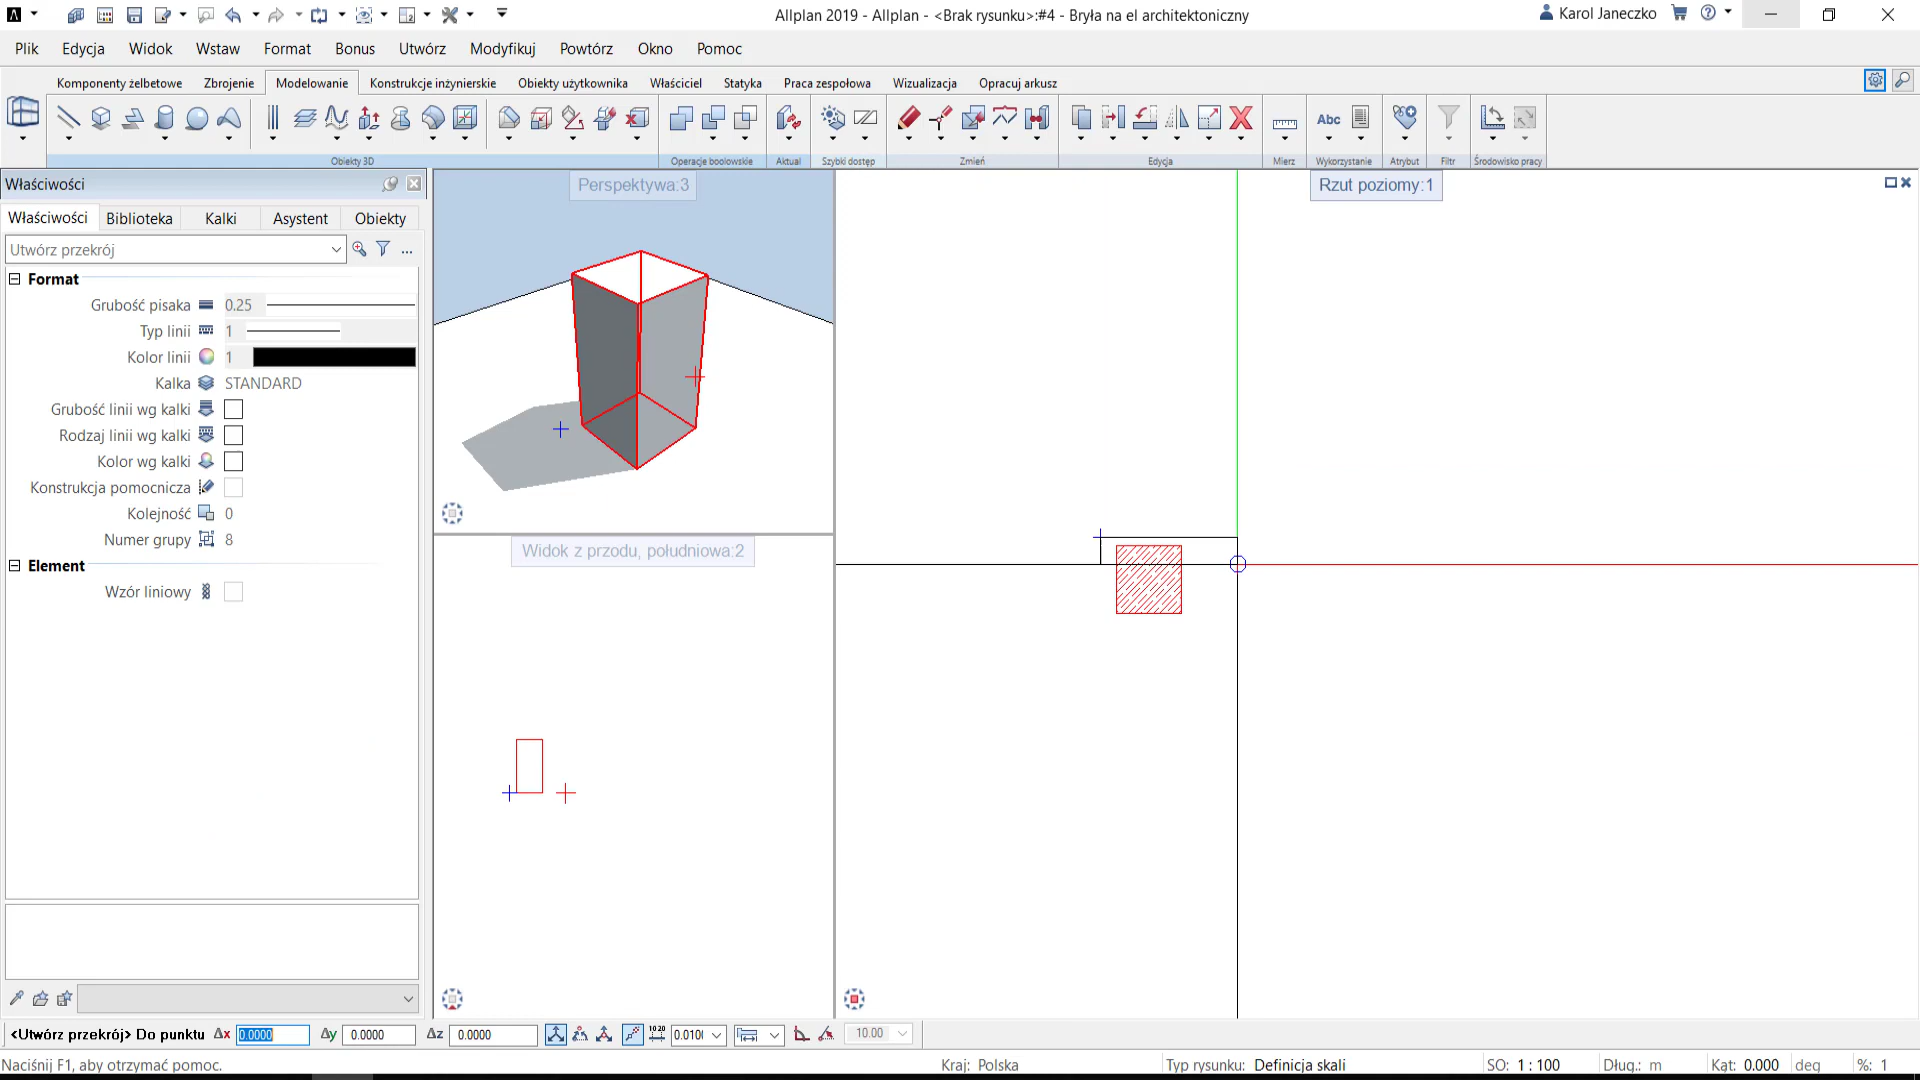 Allplan 2019 - Allplan - <Brak rysunku>:#4 - Bryła na el architektoniczny
Karol Janeczko
Plik Edycja Widok Wstaw Format Bonus Utwórz Modyfikuj Powtórz Okno Pomoc
Komponenty żelbetowe Zbrojenie Modelowanie Konstrukcje inżynierskie Obiekty użytkownika Właściciel Statyka Praca zespołowa Wizualizacja Opracuj arkusz
Abc
Obiekty 3D Operacje boolowskie Aktual Szybki dostęp Zmień Edycja Mierz Wykorzystanie Atrybut Filtr Środowisko pracy
Właściwości
Właściwości Biblioteka Kalki Asystent Obiekty
Utwórz przekrój ...
Format
Grubość pisaka 0.25
Typ linii 1
Kolor linii 1
Kalka STANDARD
Grubość linii wg kalki
Rodzaj linii wg kalki
Kolor wg kalki
Konstrukcja pomocnicza
Kolejność 0
Numer grupy 8
Element
Wzór liniowy
Perspektywa:3
Widok z przodu, południowa:2
Rzut poziomy:1
<Utwórz przekrój> Do punktu Δx 0.0000 Δy 0.0000 Δz 0.0000 1020 0.010( 10.00
Naciśnij F1, aby otrzymać pomoc. Kraj: Polska Typ rysunku: Definicja skali SO: 1 : 100 Dług.: m Kąt: 0.000 deg %: 1